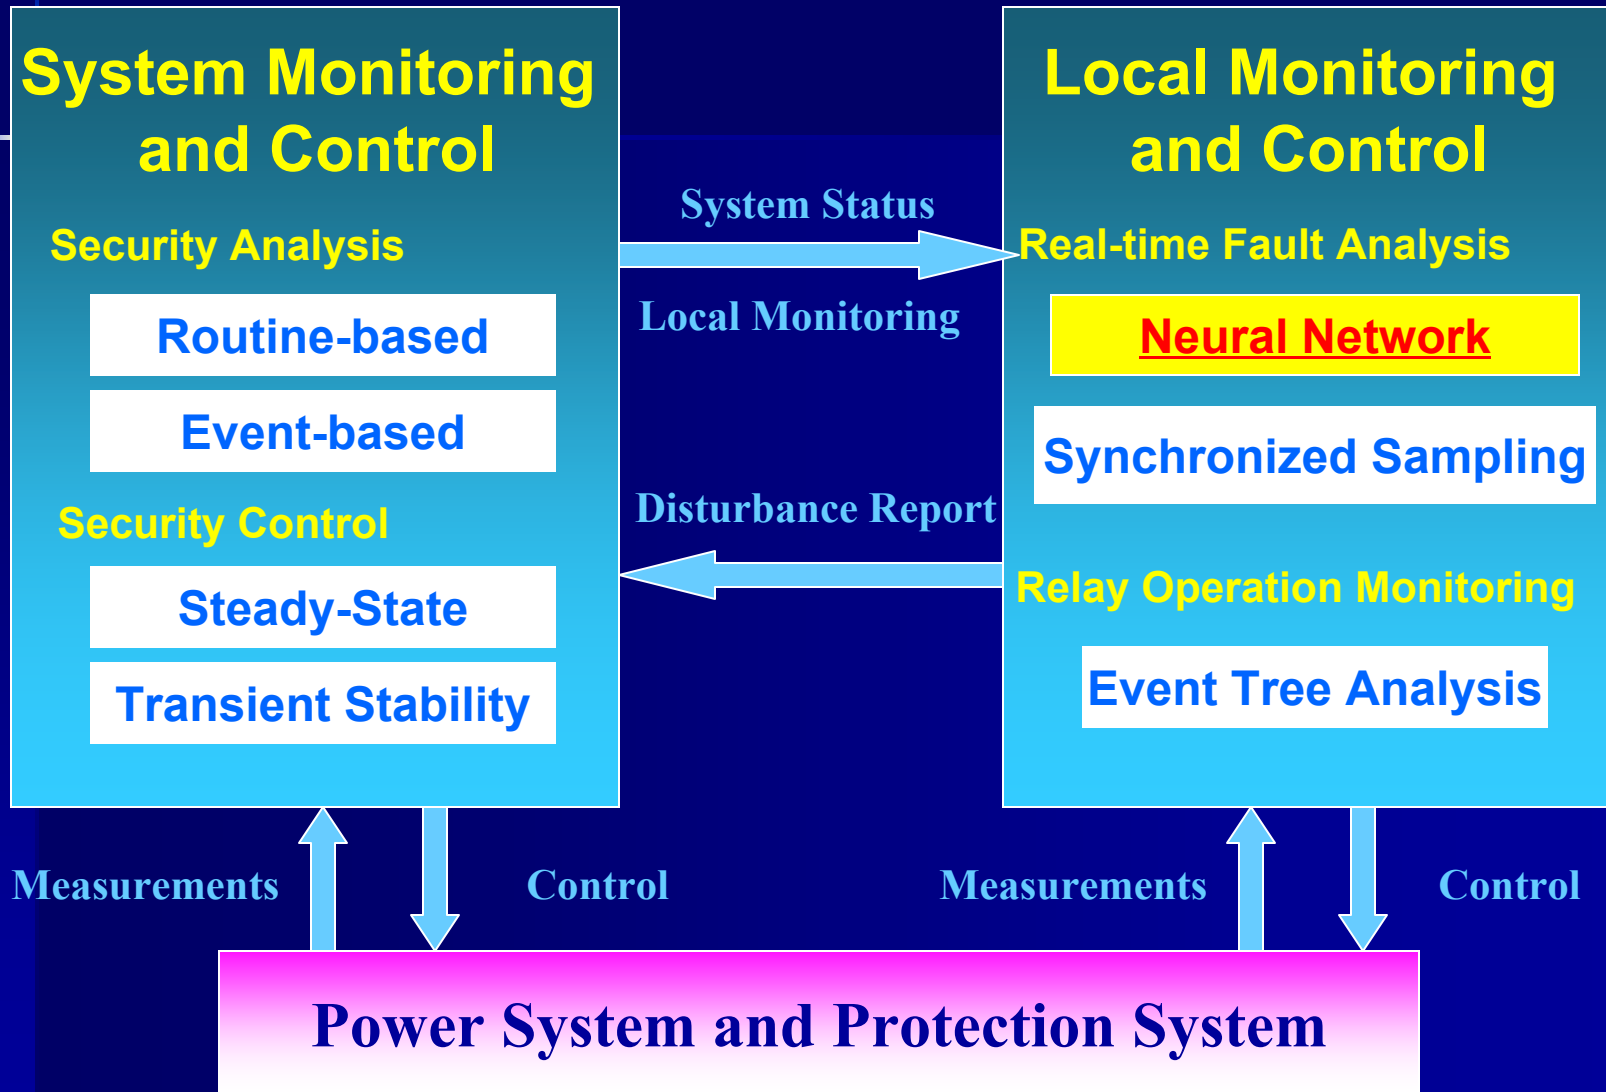 System Monitoring
and Control
Security Analysis
Routine-based
Event-based
Security Control
Steady-State
Transient Stability
System Status
Local Monitoring
Disturbance Report
Local Monitoring
and Control
Real-time Fault Analysis
Neural Network
Synchronized Sampling
Relay Operation Monitoring
Event Tree Analysis
Measurements
Control
Measurements
Control
Power System and Protection System